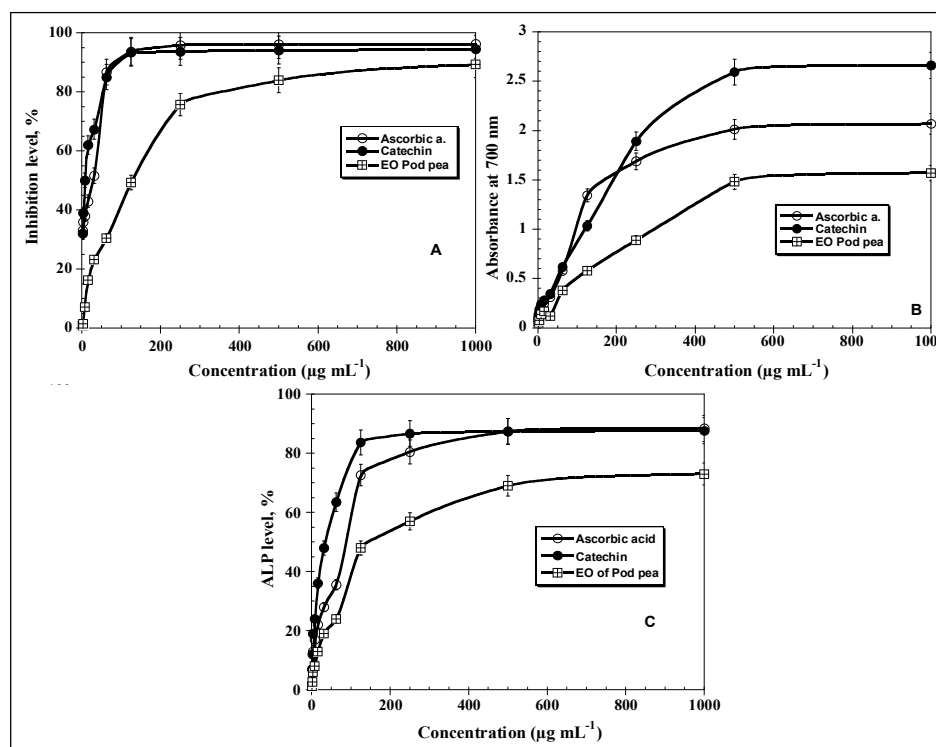 100
80
60
40
20
0
Inhibition level, %
Ascorbic a.
Catechin
EO Pod pea
A
0 200 400 600 800 1000
Concentration (µg mL⁻¹)
3
2.5
2
1.5
1
0.5
0
Absorbance at 700 nm
Ascorbic a.
Catechin
EO Pod pea
B
0 200 400 600 800 1000
Concentration (µg mL⁻¹)
80
60
40
20
0
ALP level, %
Ascorbic acid
Catechin
EO of Pod pea
C
0 200 400 600 800 1000
Concentration (µg mL⁻¹)